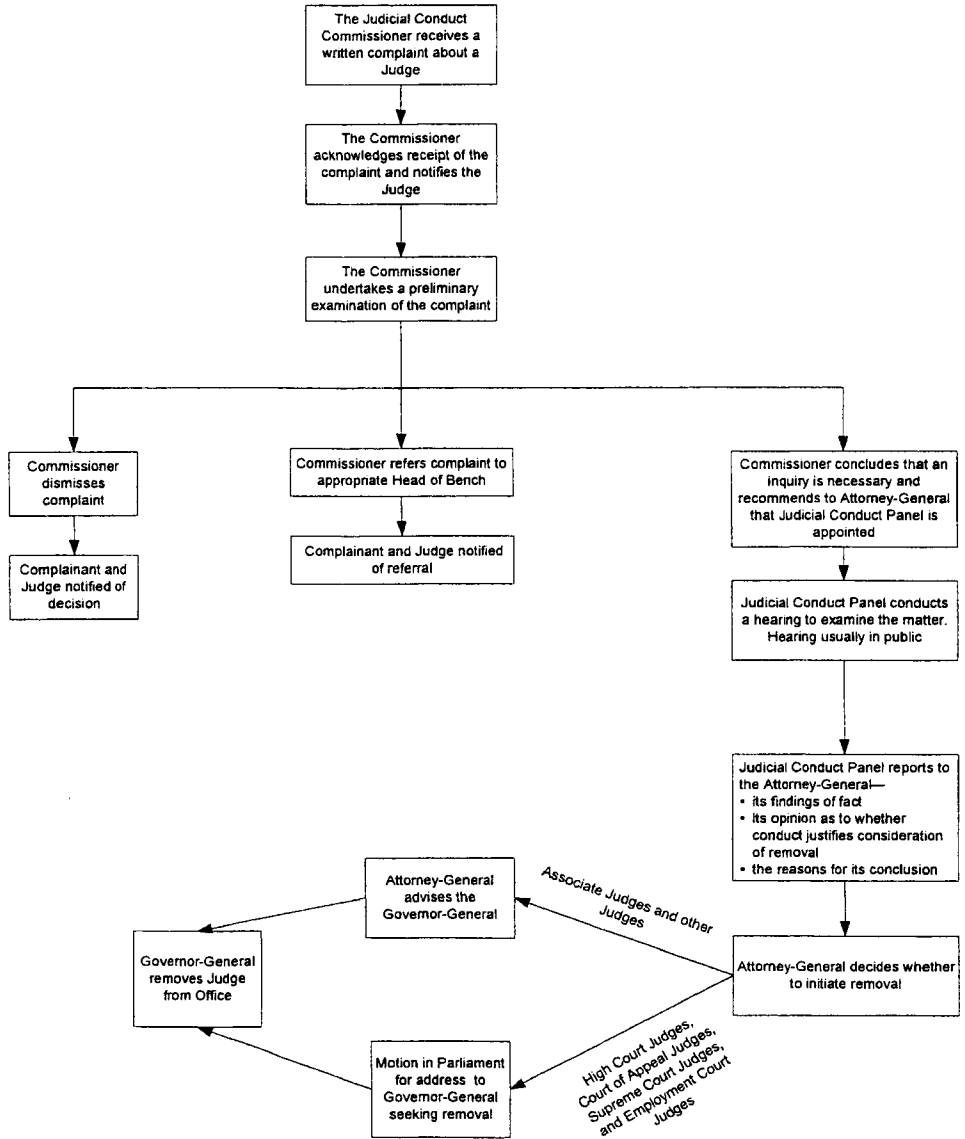 The Judicial Conduct
Commissioner receives a
written complaint about a
Judge
The Commissioner
acknowledges receipt of the
complaint and notifies the
Judge
The Commissioner
undertakes a preliminary
examination of the complaint
Commissioner
dismisses
complaint
Complainant and
Judge notified of
decision
Commissioner refers complaint to
appropriate Head of Bench
Complainant and Judge notified
of referral
Commissioner concludes that an
inquiry is necessary and
recommends to Attorney-General
that Judicial Conduct Panel is
appointed
Judicial Conduct Panel conducts
a hearing to examine the matter.
Hearing usually in public
Judicial Conduct Panel reports to
the Attorney-General—
• its findings of fact
• Its opinion as to whether
conduct justifies consideration
of removal
• the reasons for its conclusion
Attorney-General decides whether
to initiate removal
Associate Judges and other
Judges
Attorney-General
advises the
Governor-General
High Court Judges,
Court of Appeal Judges,
Supreme Court Judges,
and Employment Court
Judges
Motion in Parliament
for address to
Governor-General
seeking removal
Governor-General
removes Judge
from Office